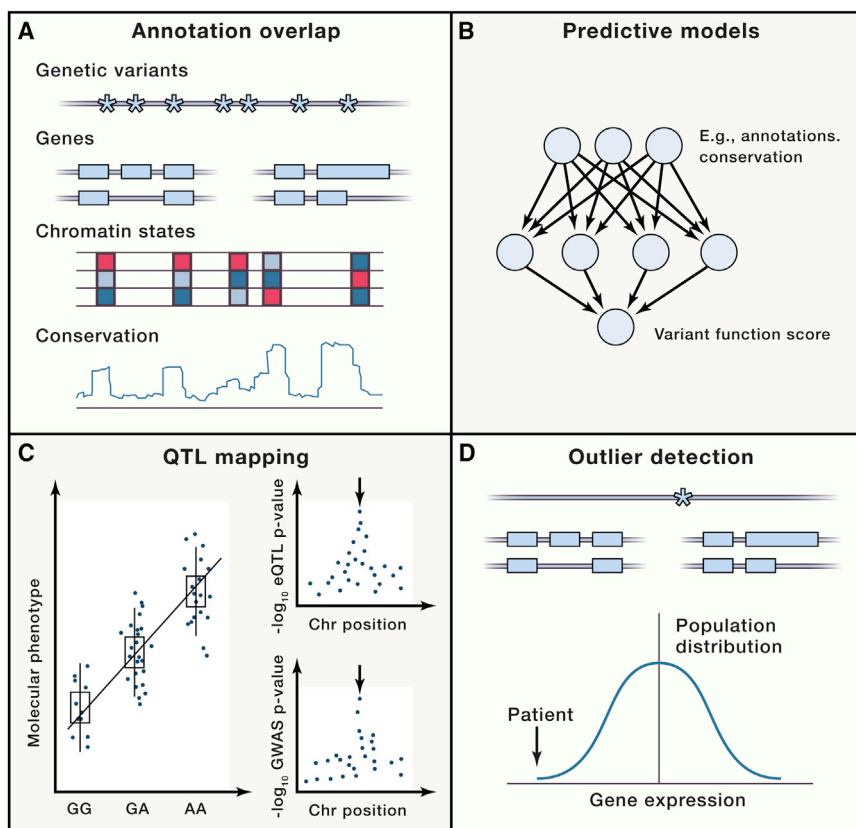 A
Annotation overlap
Genetic variants
Genes
Chromatin states
Conservation
B
Predictive models
E.g., annotations.
conservation
Variant function score
C
QTL mapping
Molecular phenotype
GG GA AA
-log10 eQTL p-value
Chr position
-log10 GWAS p-value
Chr position
D
Outlier detection
Population
distribution
Patient
Gene expression